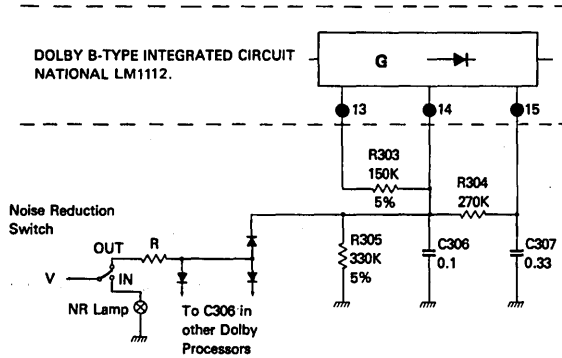 DOLBY B-TYPE INTEGRATED CIRCUIT
NATIONAL LM1112.
G
13
14
15
R303
150K
5%
R304
270K
Noise Reduction
Switch
OUT
R
V
IN
NR Lamp
To C306 in
other Dolby
Processors
R305
330K
5%
C306
0.1
C307
0.33